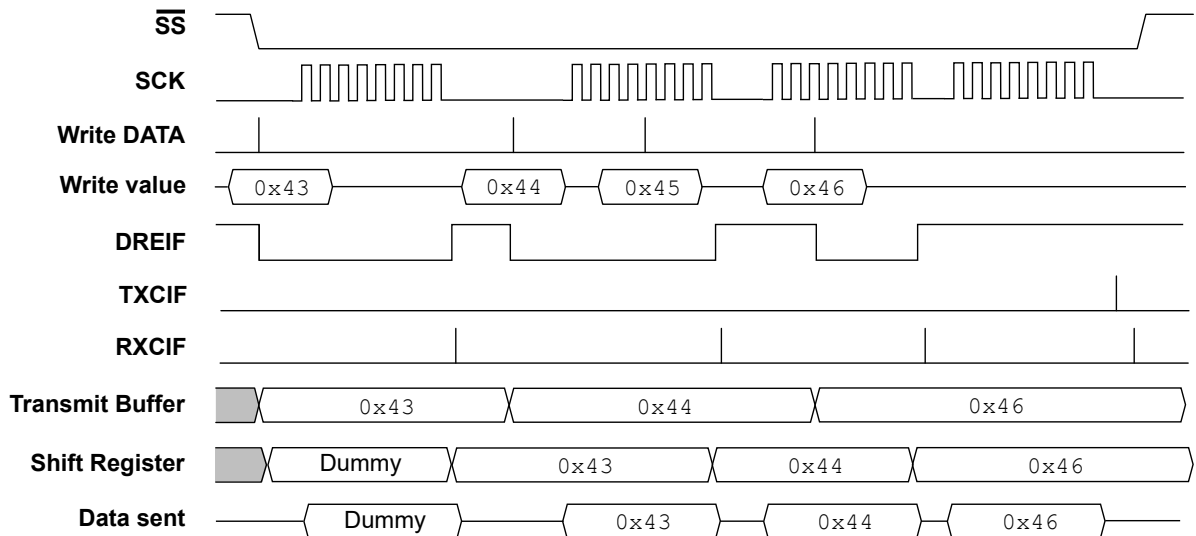 SS
SCK
Write DATA
Write value 0x43 0x44 0x45 0x46
DREIF
TXCIF
RXCIF
Transmit Buffer 0x43 0x44 0x46
Shift Register Dummy 0x43 0x44 0x46
Data sent Dummy 0x43 0x44 0x46